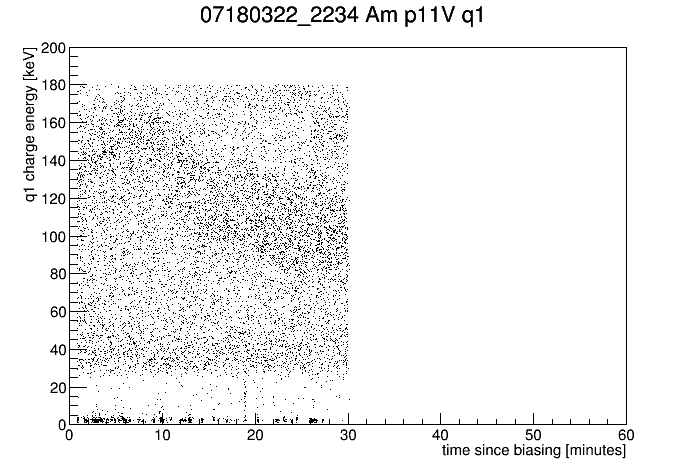 07180322_2234 Am p11V q1
q1 charge energy [keV]
200
180
160
140
120
100
80
60
40
20
0
0 10 20 30 40 50 60
time since biasing [minutes]